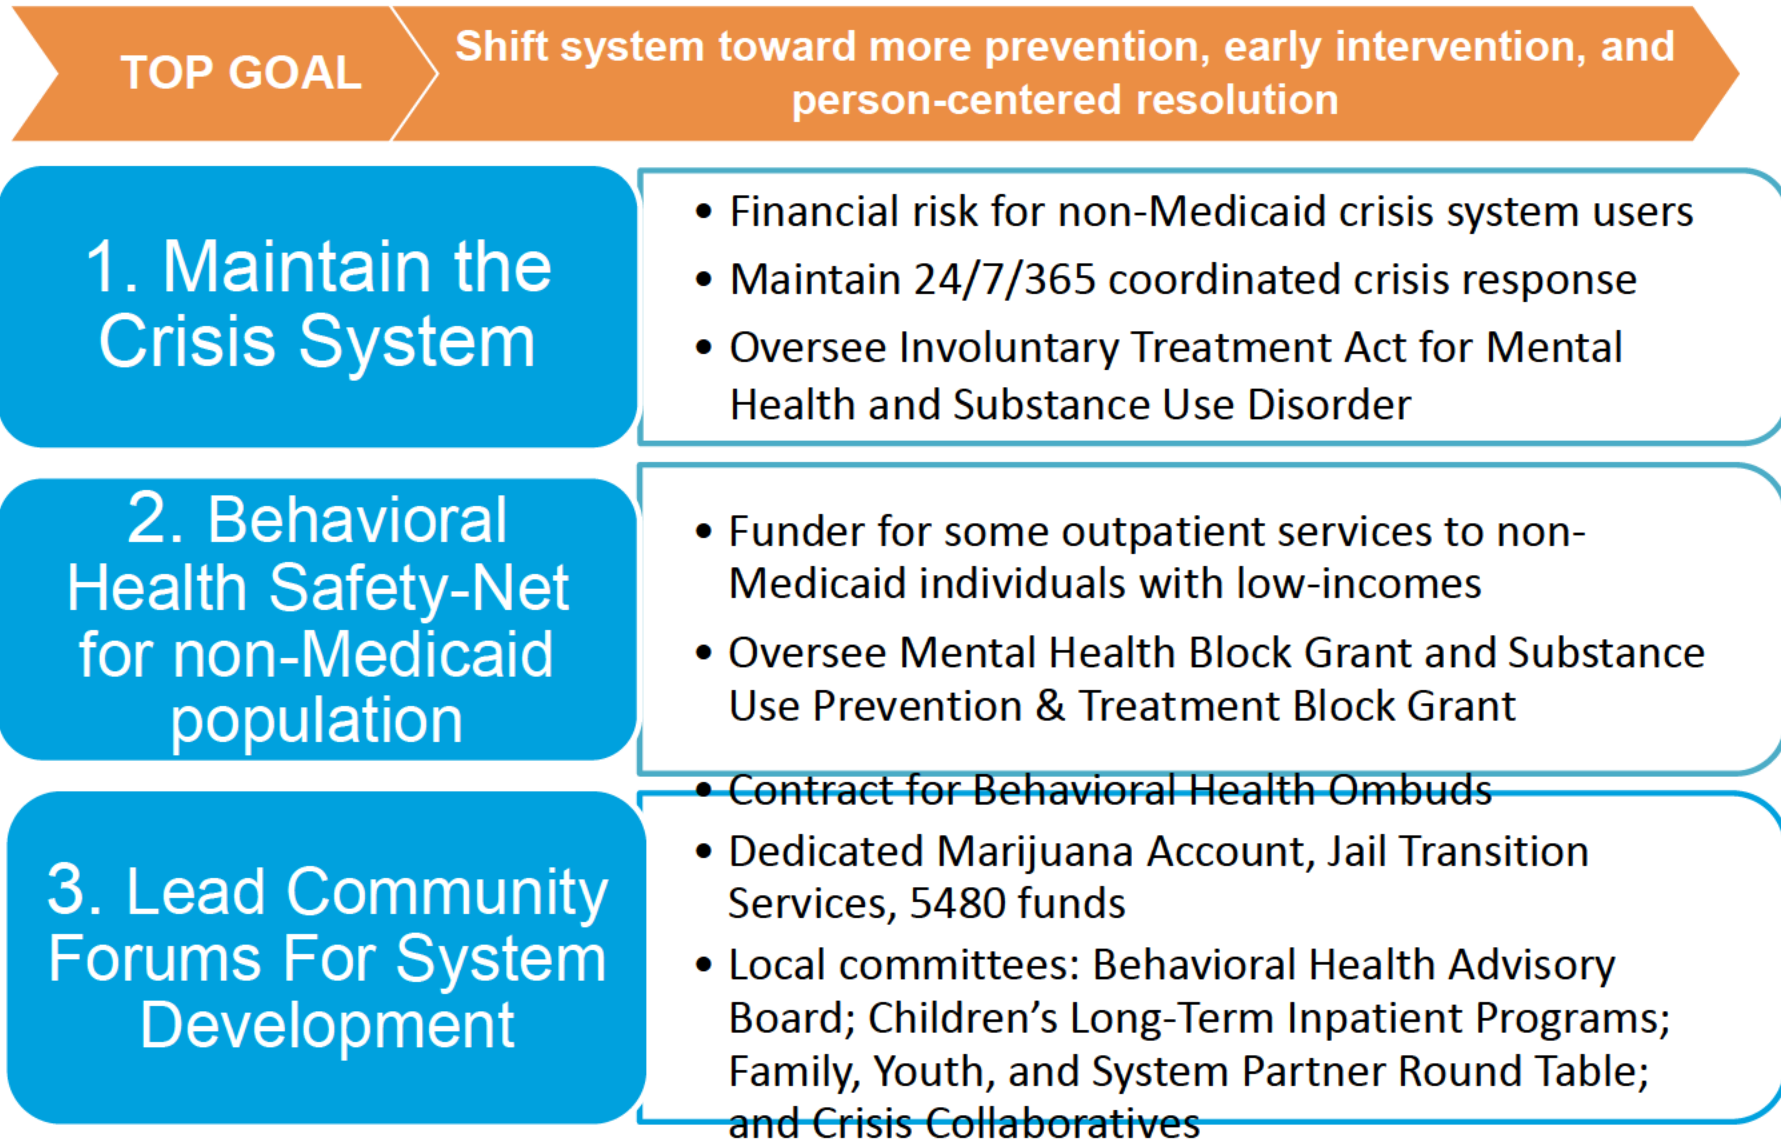 TOP GOAL
Shift system toward more prevention, early intervention, and
person-centered resolution
1. Maintain the
Crisis System
• Financial risk for non-Medicaid crisis system users
• Maintain 24/7/365 coordinated crisis response
• Oversee Involuntary Treatment Act for Mental
Health and Substance Use Disorder
2. Behavioral
Health Safety-Net
for non-Medicaid
population
• Funder for some outpatient services to non-
Medicaid individuals with low-incomes
• Oversee Mental Health Block Grant and Substance
Use Prevention & Treatment Block Grant
3. Lead Community
Forums For System
Development
• Contract for Behavioral Health Ombuds
• Dedicated Marijuana Account, Jail Transition
Services, 5480 funds
• Local committees: Behavioral Health Advisory
Board; Children’s Long-Term Inpatient Programs;
Family, Youth, and System Partner Round Table;
and Crisis Collaboratives